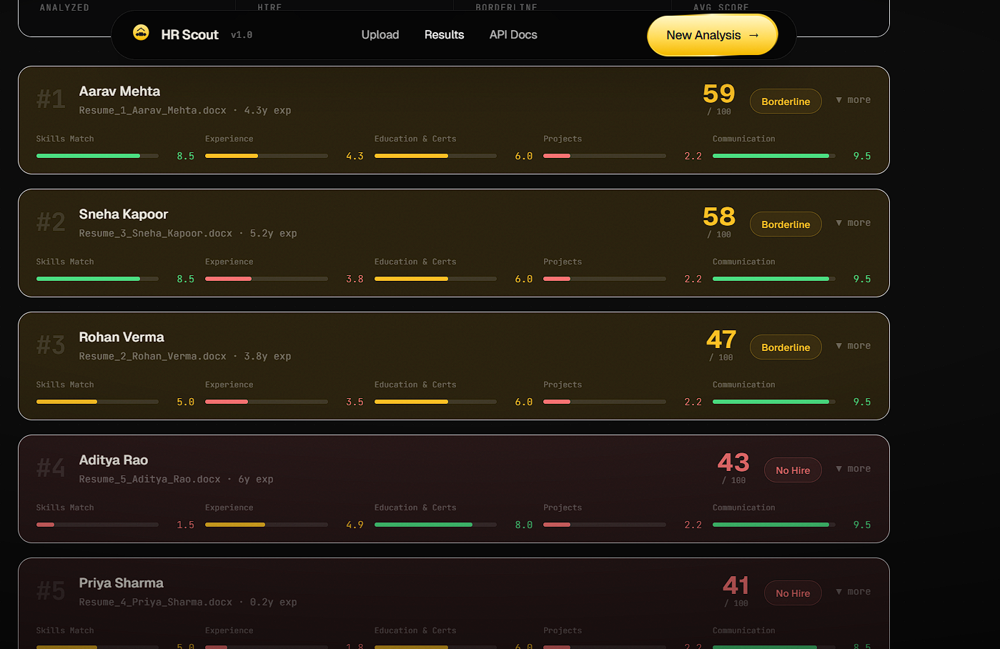 ANALYZED HIRE BORDERLINE AVG SCORE
HR Scout v1.0 Upload Results API Docs New Analysis →
#1 Aarav Mehta 59 / 100 Borderline ▼ more
Resume_1_Aarav_Mehta.docx · 4.3y exp
Skills Match Experience Education & Certs Projects Communication
8.5 4.3 6.0 2.2 9.5
#2 Sneha Kapoor 58 / 100 Borderline ▼ more
Resume_3_Sneha_Kapoor.docx · 5.2y exp
Skills Match Experience Education & Certs Projects Communication
8.5 3.8 6.0 2.2 9.5
#3 Rohan Verma 47 / 100 Borderline ▼ more
Resume_2_Rohan_Verma.docx · 3.8y exp
Skills Match Experience Education & Certs Projects Communication
5.0 3.5 6.0 2.2 9.5
#4 Aditya Rao 43 / 100 No Hire ▼ more
Resume_5_Aditya_Rao.docx · 6y exp
Skills Match Experience Education & Certs Projects Communication
1.5 4.9 8.0 2.2 9.5
#5 Priya Sharma 41 / 100 No Hire ▼ more
Resume_4_Priya_Sharma.docx · 0.2y exp
Skills Match Experience Education & Certs Projects Communication
5.0 1.8 6.0 2.2 8.5